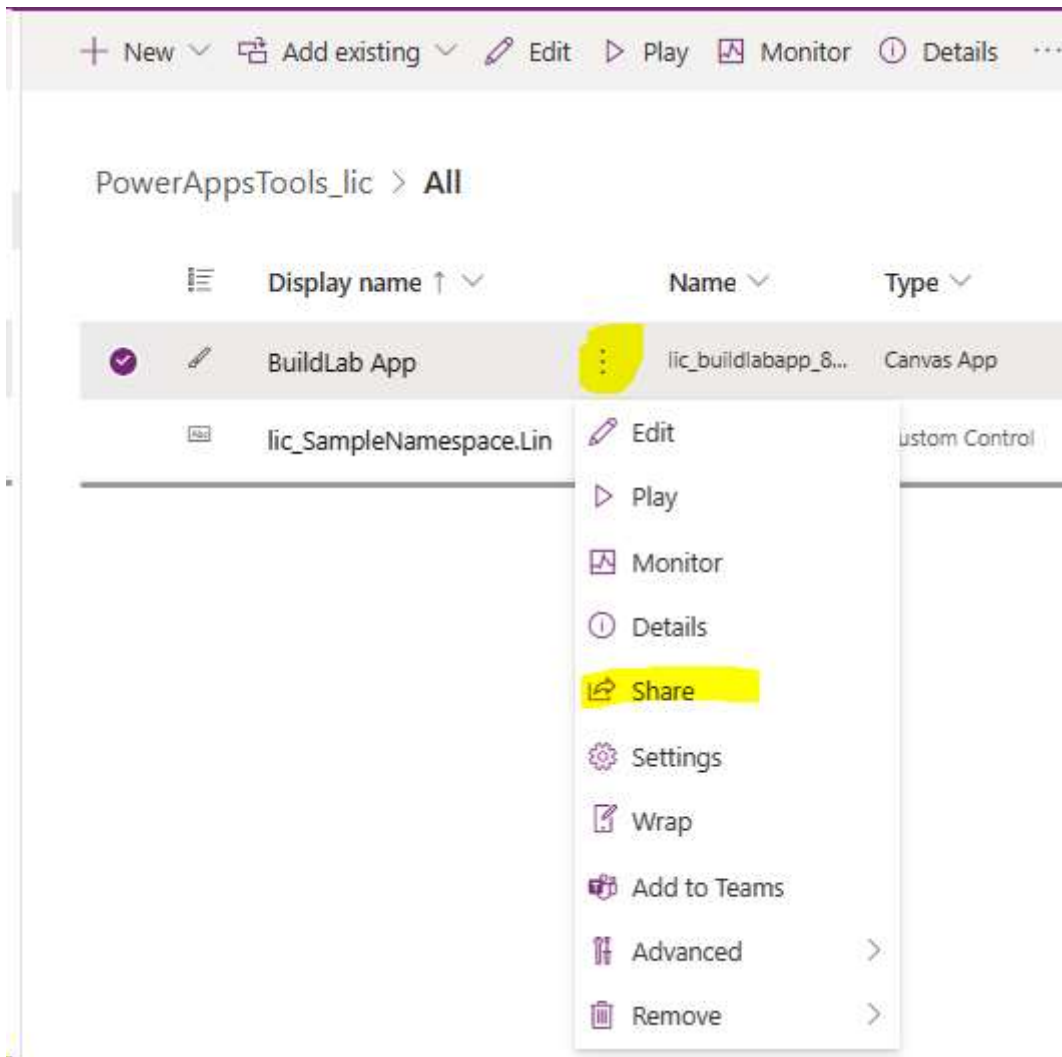 New Add existing Edit Play Monitor Details ...
PowerAppsTools_lic > All
Display name ↑ Name Type
BuildLab App lic_buildlabapp_8... Canvas App
lic_SampleNamespace.Lin ustom Control
Edit
Play
Monitor
Details
Share
Settings
Wrap
Add to Teams
Advanced
Remove